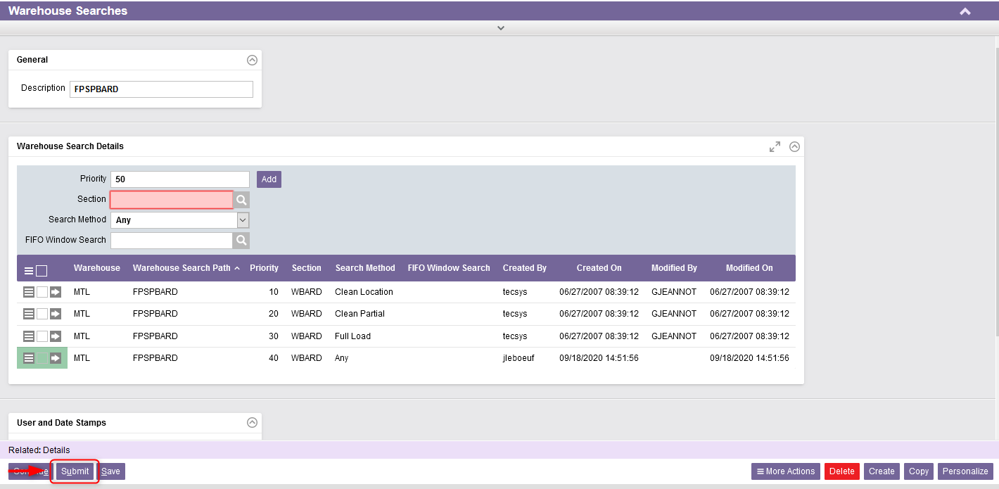 Warehouse Searches
General
Description FPSPBARD
Warehouse Search Details
Priority 50 Add
Section
Search Method Any
FIFO Window Search
Warehouse Warehouse Search Path Priority Section Search Method FIFO Window Search Created By Created On Modified By Modified On
MTL FPSPBARD 10 WBARD Clean Location tecsys 06/27/2007 08:39:12 GJEANNOT 06/27/2007 08:39:12
MTL FPSPBARD 20 WBARD Clean Partial tecsys 06/27/2007 08:39:12 GJEANNOT 06/27/2007 08:39:12
MTL FPSPBARD 30 WBARD Full Load tecsys 06/27/2007 08:39:12 GJEANNOT 06/27/2007 08:39:12
MTL FPSPBARD 40 WBARD Any jleboeuf 09/18/2020 14:51:56 09/18/2020 14:51:56
User and Date Stamps
Related: Details
Continue Submit Save More Actions Delete Create Copy Personalize